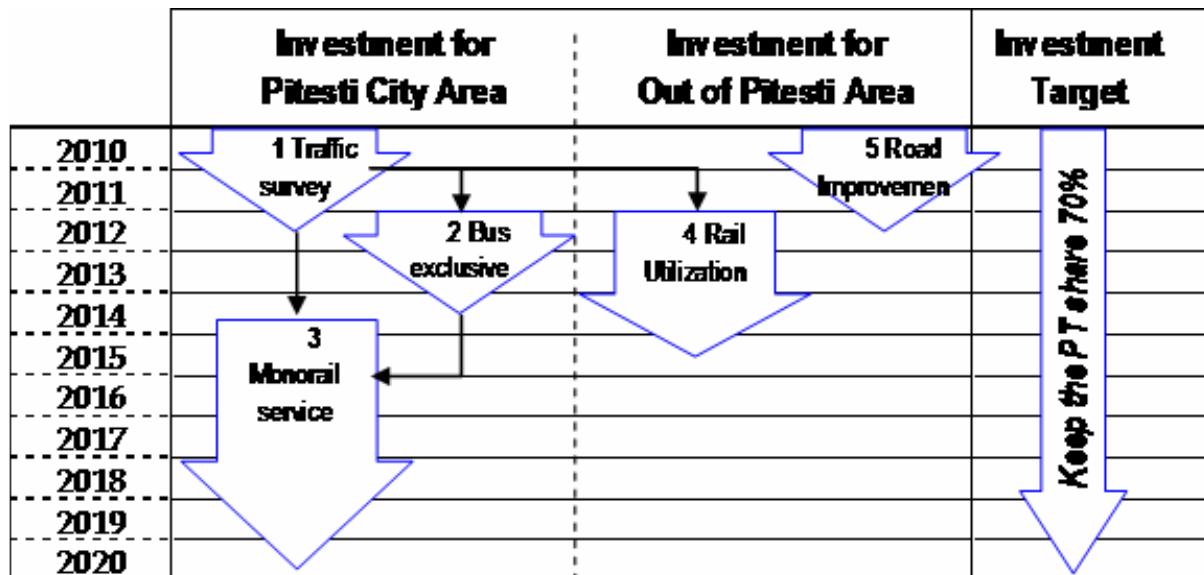 Investment for
Pitesti City Area
Investment for
Out of Pitesti Area
Investment
Target
2010
2011
2012
2013
2014
2015
2016
2017
2018
2019
2020
1 Traffic
survey
2 Bus
exclusive
3
Monorail
service
4 Rail
Utilization
5 Road
Improvemen
Keep the PT share 70%